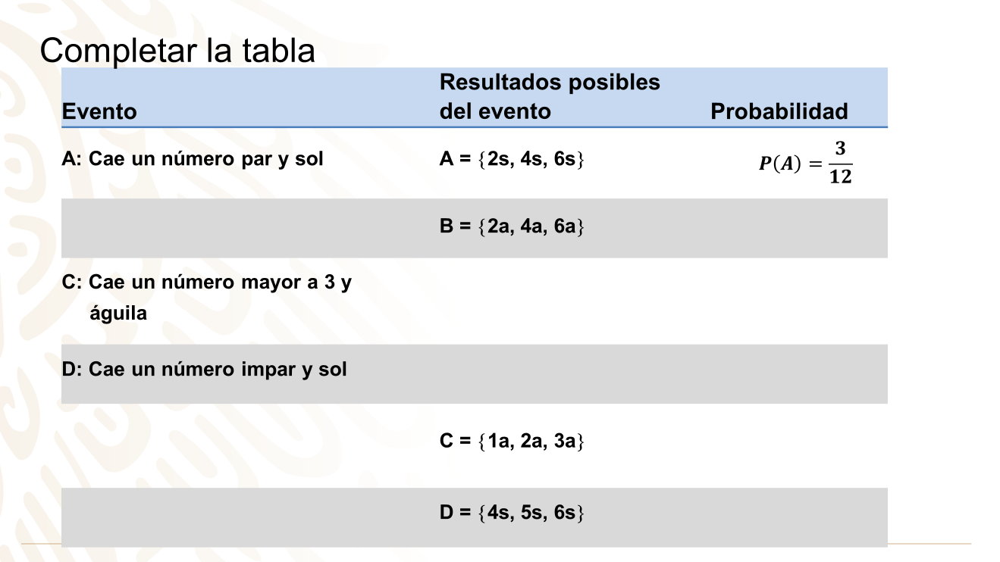 Completar la tabla
Evento
Resultados posibles
del evento
Probabilidad
A: Cae un número par y sol
A = {2s, 4s, 6s}
P(A) = 3/12
B = {2a, 4a, 6a}
C: Cae un número mayor a 3 y
águila
D: Cae un número impar y sol
C = {1a, 2a, 3a}
D = {4s, 5s, 6s}